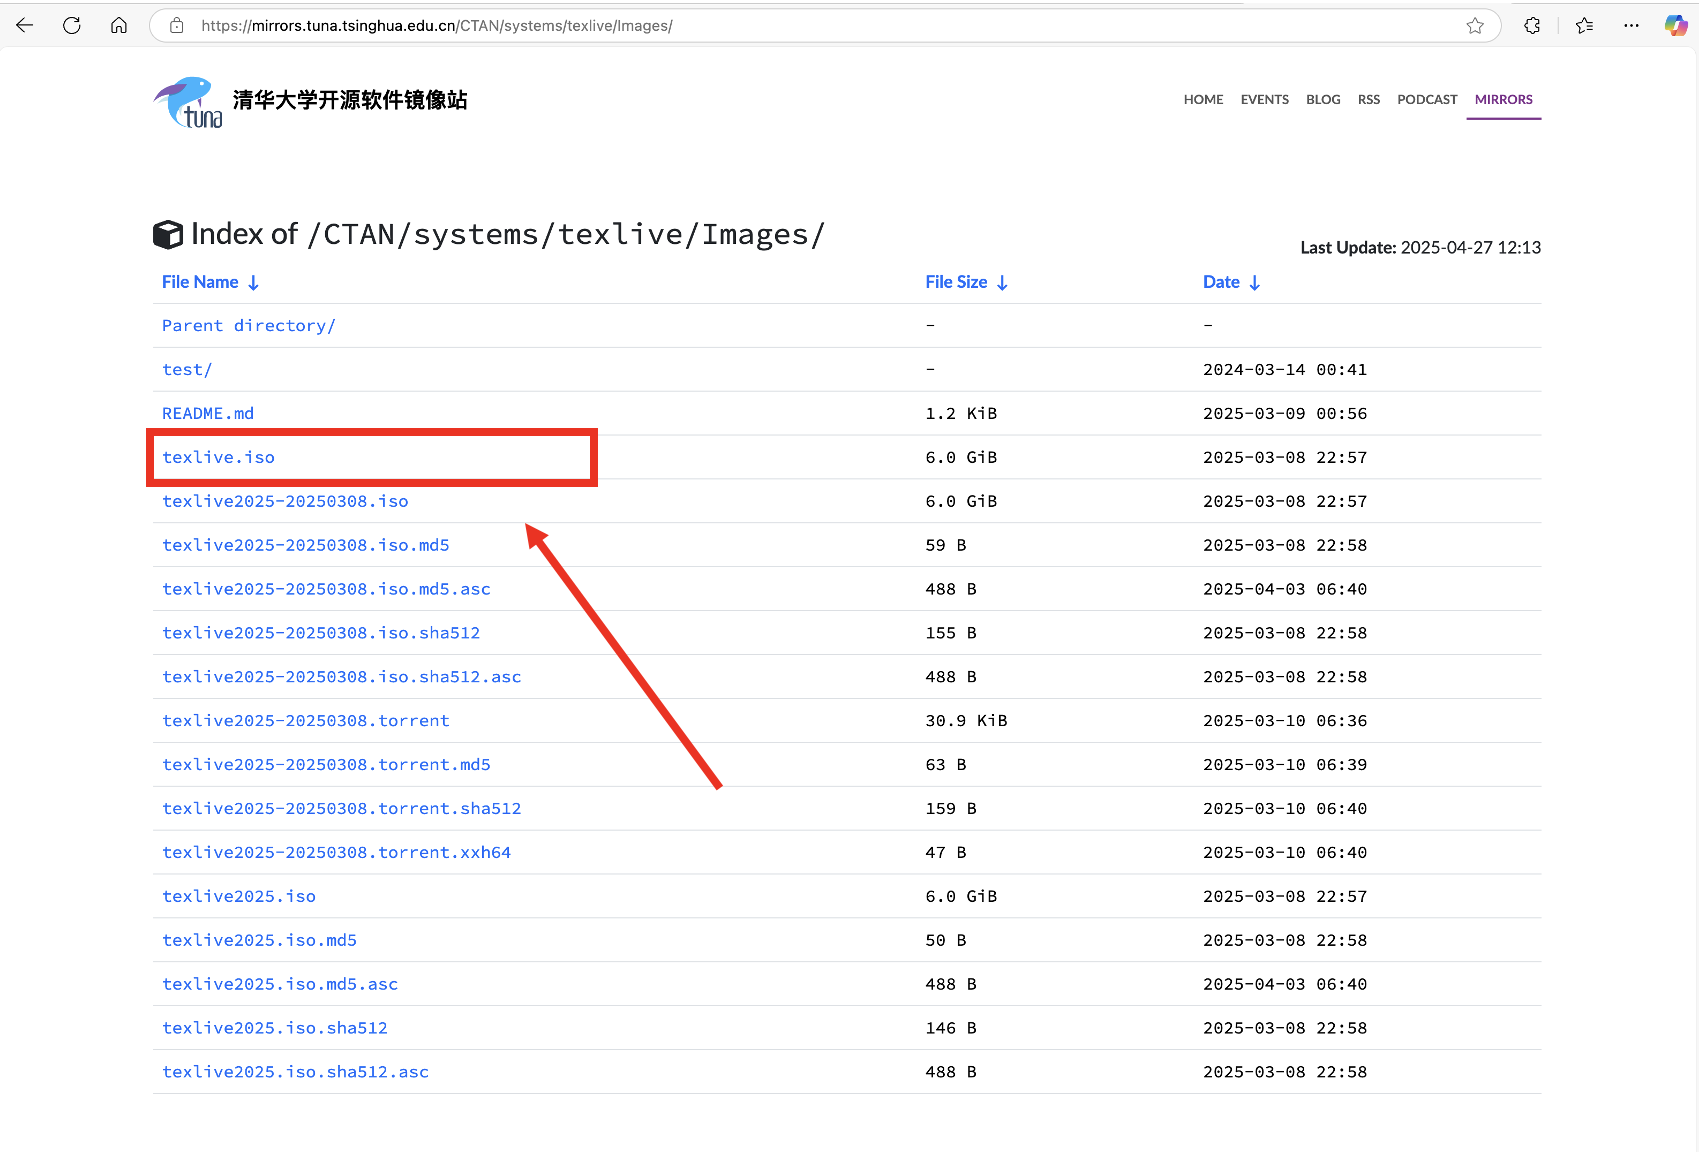 https://mirrors.tuna.tsinghua.edu.cn/CTAN/systems/texlive/Images/
tuna
清华大学开源软件镜像站
HOME EVENTS BLOG RSS PODCAST MIRRORS
Index of /CTAN/systems/texlive/Images/
Last Update: 2025-04-27 12:13
File Name ↓ File Size ↓ Date ↓
Parent directory/ - -
test/ - 2024-03-14 00:41
README.md 1.2 KiB 2025-03-09 00:56
texlive.iso 6.0 GiB 2025-03-08 22:57
texlive2025-20250308.iso 6.0 GiB 2025-03-08 22:57
texlive2025-20250308.iso.md5 59 B 2025-03-08 22:58
texlive2025-20250308.iso.md5.asc 488 B 2025-04-03 06:40
texlive2025-20250308.iso.sha512 155 B 2025-03-08 22:58
texlive2025-20250308.iso.sha512.asc 488 B 2025-03-08 22:58
texlive2025-20250308.torrent 30.9 KiB 2025-03-10 06:36
texlive2025-20250308.torrent.md5 63 B 2025-03-10 06:39
texlive2025-20250308.torrent.sha512 159 B 2025-03-10 06:40
texlive2025-20250308.torrent.xxh64 47 B 2025-03-10 06:40
texlive2025.iso 6.0 GiB 2025-03-08 22:57
texlive2025.iso.md5 50 B 2025-03-08 22:58
texlive2025.iso.md5.asc 488 B 2025-04-03 06:40
texlive2025.iso.sha512 146 B 2025-03-08 22:58
texlive2025.iso.sha512.asc 488 B 2025-03-08 22:58